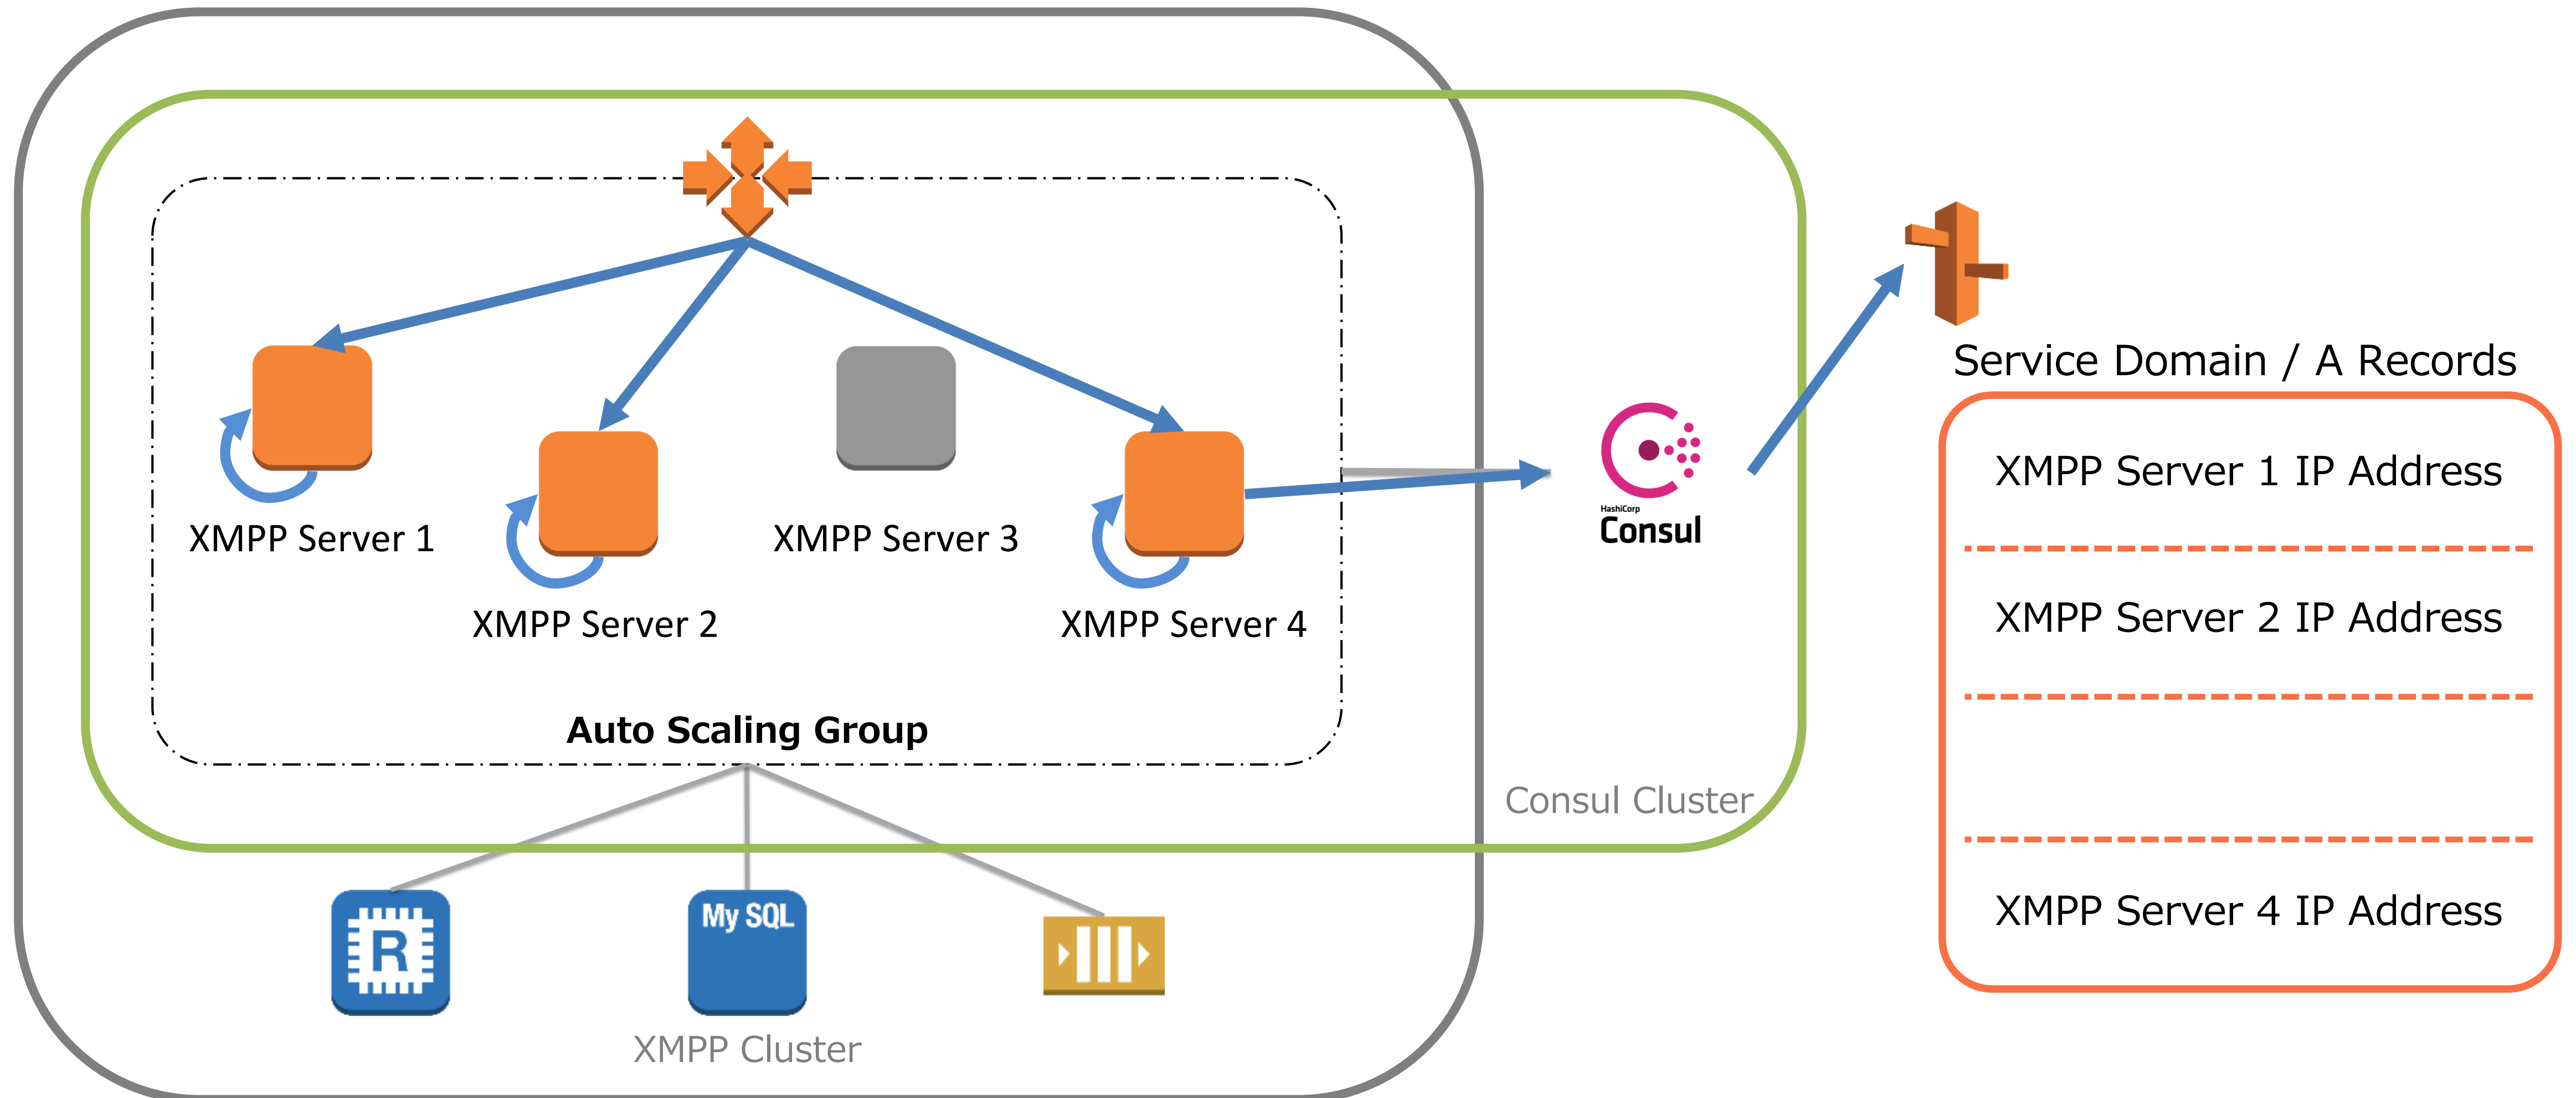 Service Domain / A Records
XMPP Server 1
XMPP Server 2
XMPP Server 3
XMPP Server 4
HashiCorp
Consul
XMPP Server 1 IP Address
XMPP Server 2 IP Address
XMPP Server 4 IP Address
Auto Scaling Group
Consul Cluster
R
My SQL
XMPP Cluster